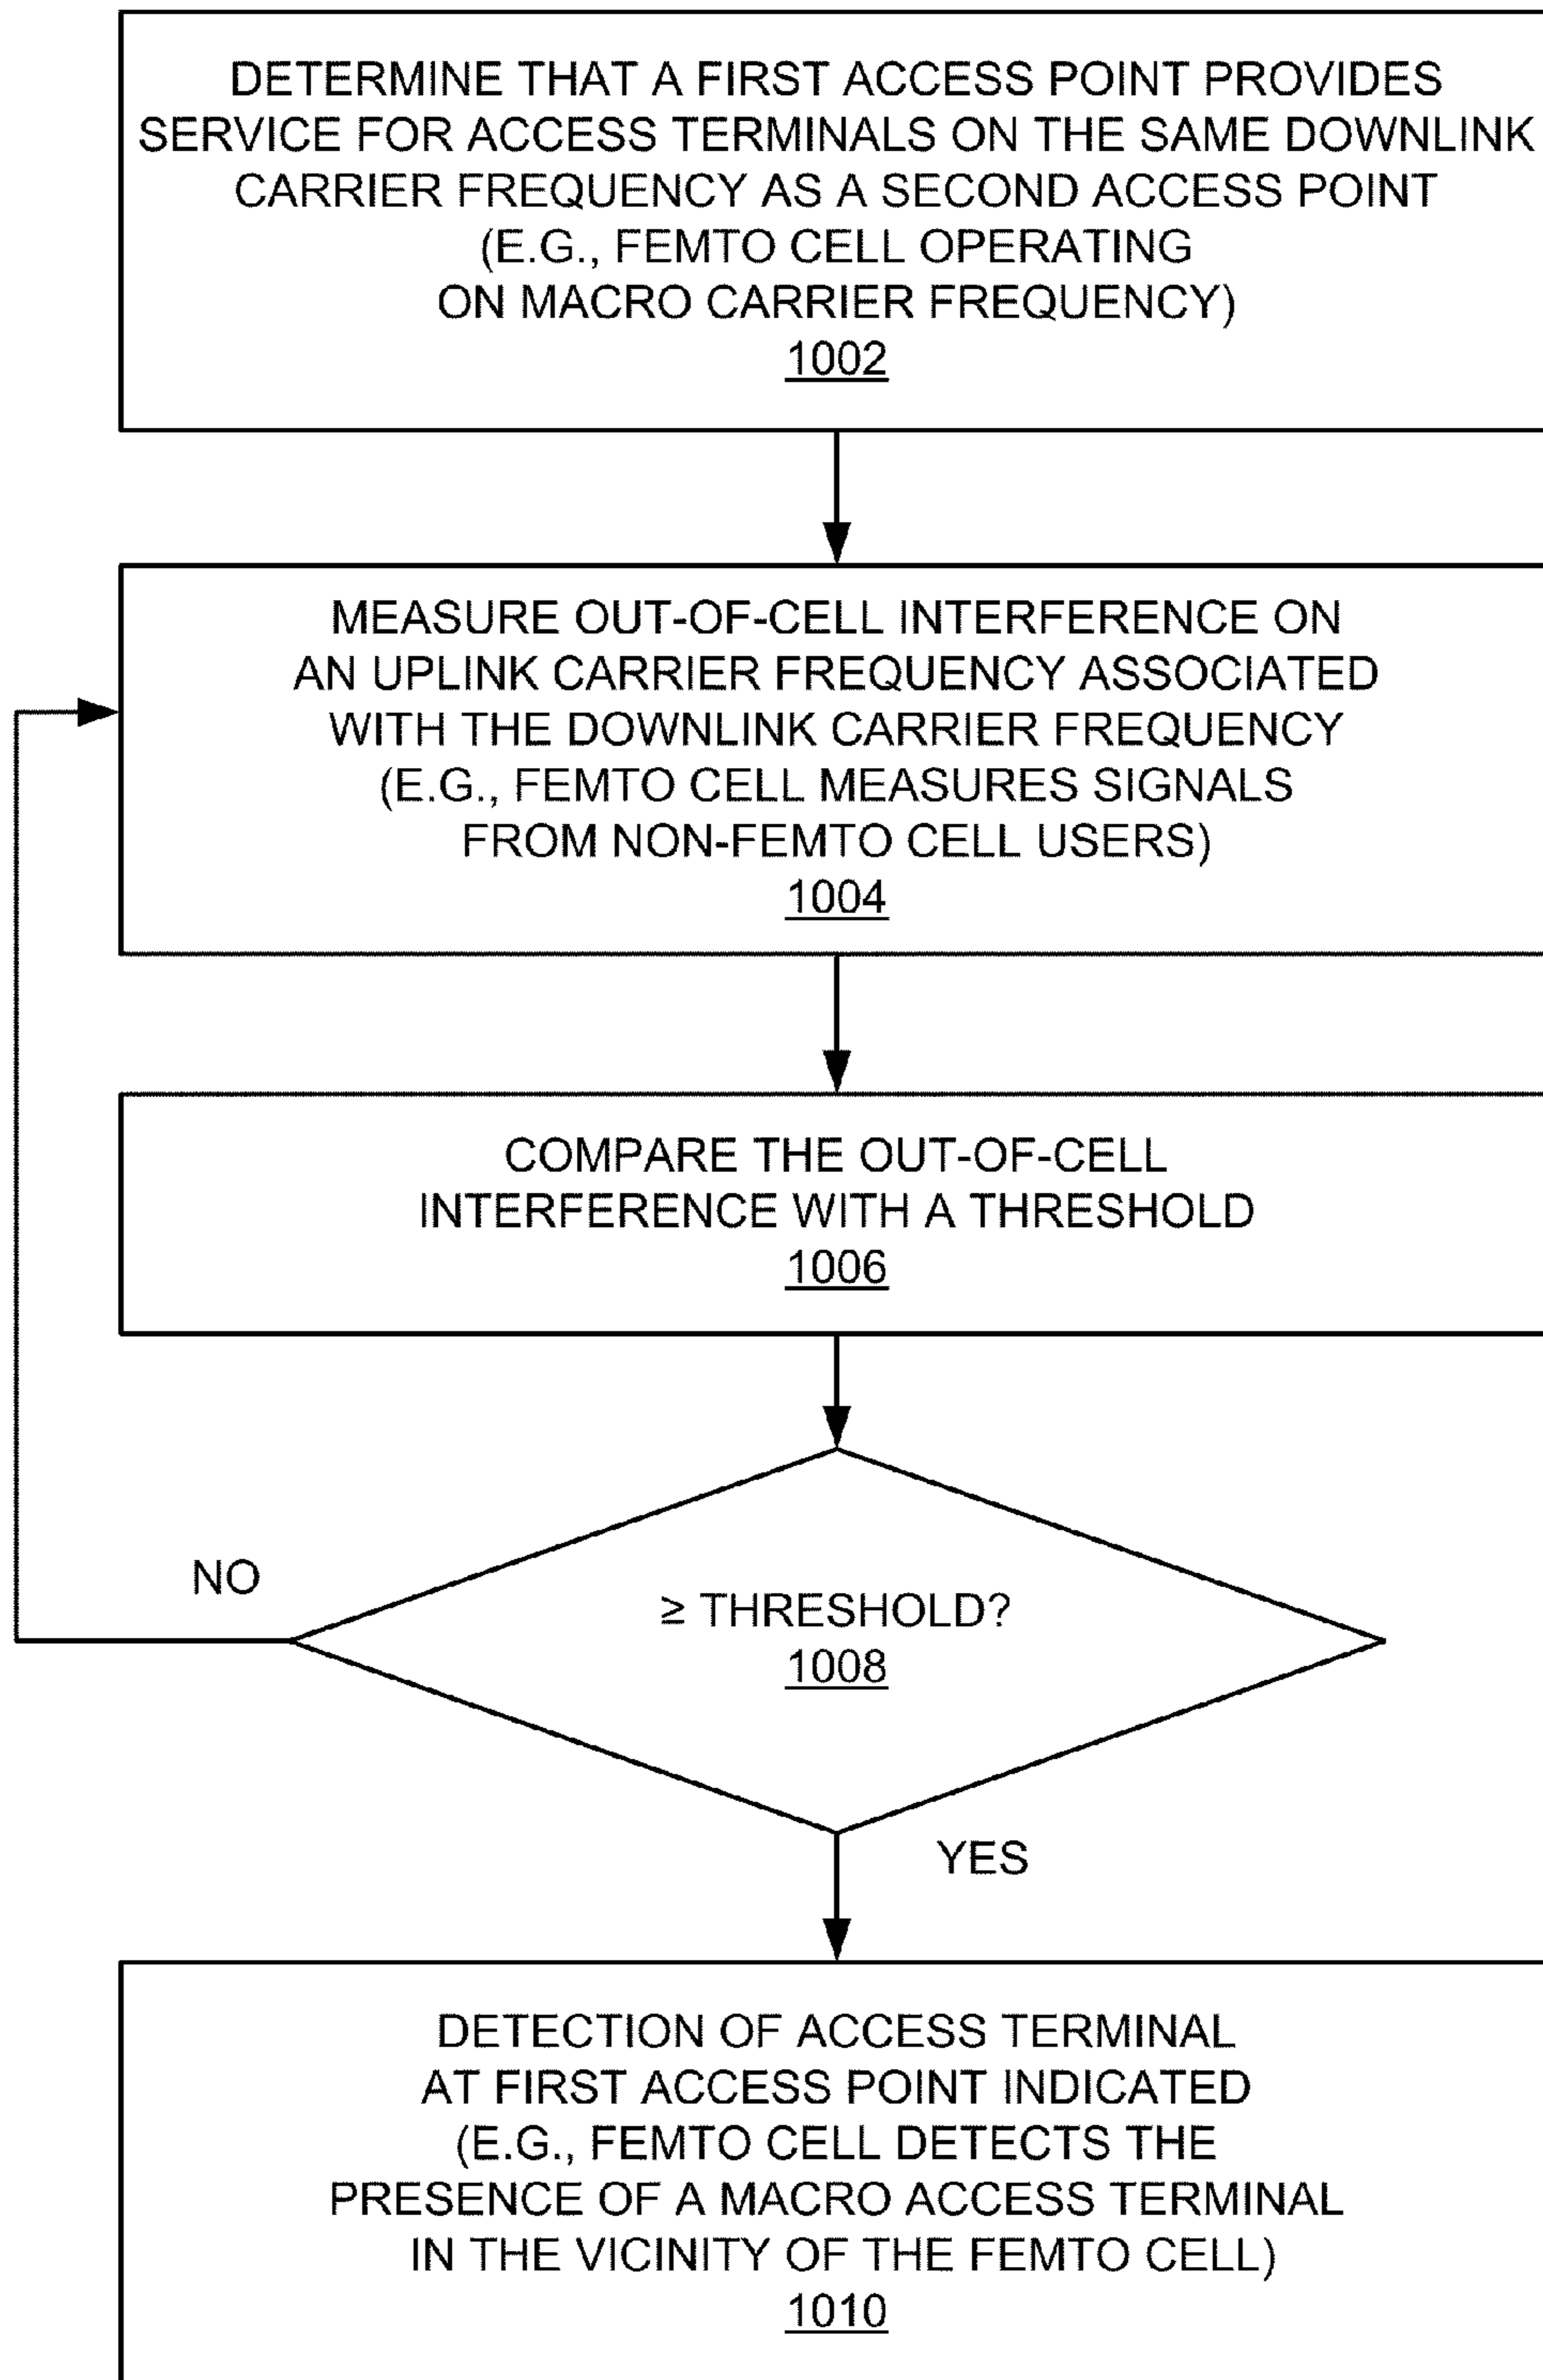 DETERMINE THAT A FIRST ACCESS POINT PROVIDES
SERVICE FOR ACCESS TERMINALS ON THE SAME DOWNLINK
CARRIER FREQUENCY AS A SECOND ACCESS POINT
(E.G., FEMTO CELL OPERATING
ON MACRO CARRIER FREQUENCY)
1002
MEASURE OUT-OF-CELL INTERFERENCE ON
AN UPLINK CARRIER FREQUENCY ASSOCIATED
WITH THE DOWNLINK CARRIER FREQUENCY
(E.G., FEMTO CELL MEASURES SIGNALS
FROM NON-FEMTO CELL USERS)
1004
COMPARE THE OUT-OF-CELL
INTERFERENCE WITH A THRESHOLD
1006
NO
≥ THRESHOLD?
1008
YES
DETECTION OF ACCESS TERMINAL
AT FIRST ACCESS POINT INDICATED
(E.G., FEMTO CELL DETECTS THE
PRESENCE OF A MACRO ACCESS TERMINAL
IN THE VICINITY OF THE FEMTO CELL)
1010